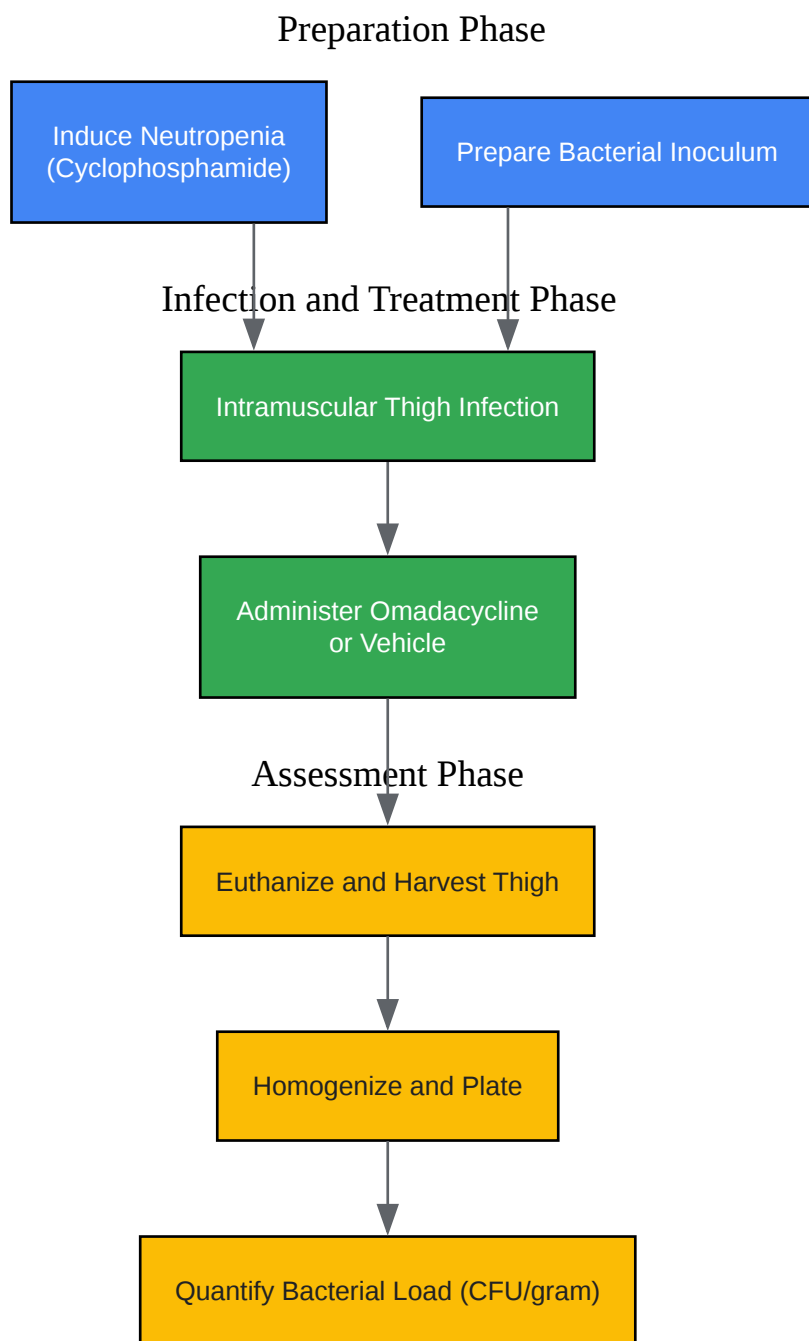 Preparation Phase
Induce Neutropenia
(Cyclophosphamide)
Prepare Bacterial Inoculum
Infection and Treatment Phase
Intramuscular Thigh Infection
Administer Omadacycline
or Vehicle
Assessment Phase
Euthanize and Harvest Thigh
Homogenize and Plate
Quantify Bacterial Load (CFU/gram)